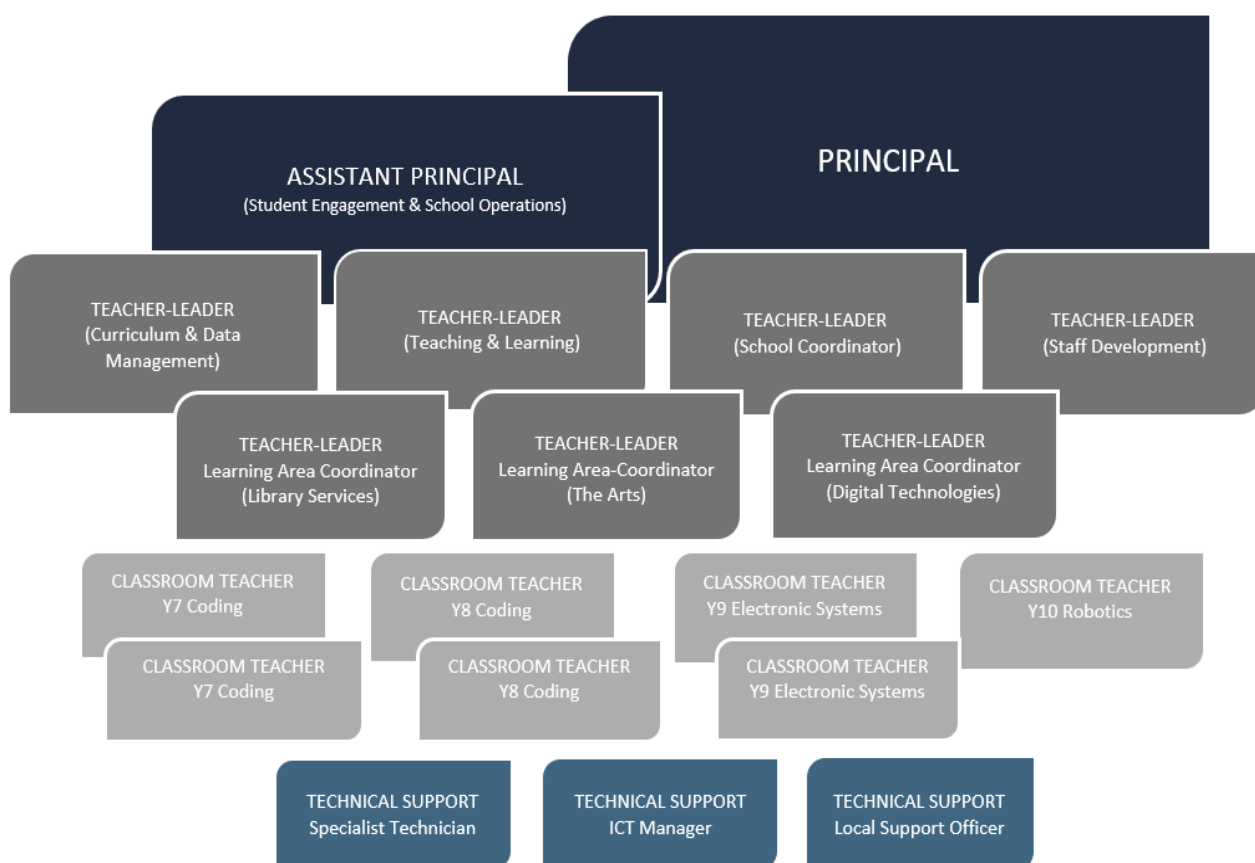 PRINCIPAL
ASSISTANT PRINCIPAL
(Student Engagement & School Operations)
TEACHER-LEADER
(Curriculum & Data
Management)
TEACHER-LEADER
(Teaching & Learning)
TEACHER-LEADER
(School Coordinator)
TEACHER-LEADER
(Staff Development)
TEACHER-LEADER
Learning Area Coordinator
(Library Services)
TEACHER-LEADER
Learning Area-Coordinator
(The Arts)
TEACHER-LEADER
Learning Area Coordinator
(Digital Technologies)
CLASSROOM TEACHER
Y7 Coding
CLASSROOM TEACHER
Y8 Coding
CLASSROOM TEACHER
Y9 Electronic Systems
CLASSROOM TEACHER
Y10 Robotics
CLASSROOM TEACHER
Y7 Coding
CLASSROOM TEACHER
Y8 Coding
CLASSROOM TEACHER
Y9 Electronic Systems
TECHNICAL SUPPORT
Specialist Technician
TECHNICAL SUPPORT
ICT Manager
TECHNICAL SUPPORT
Local Support Officer